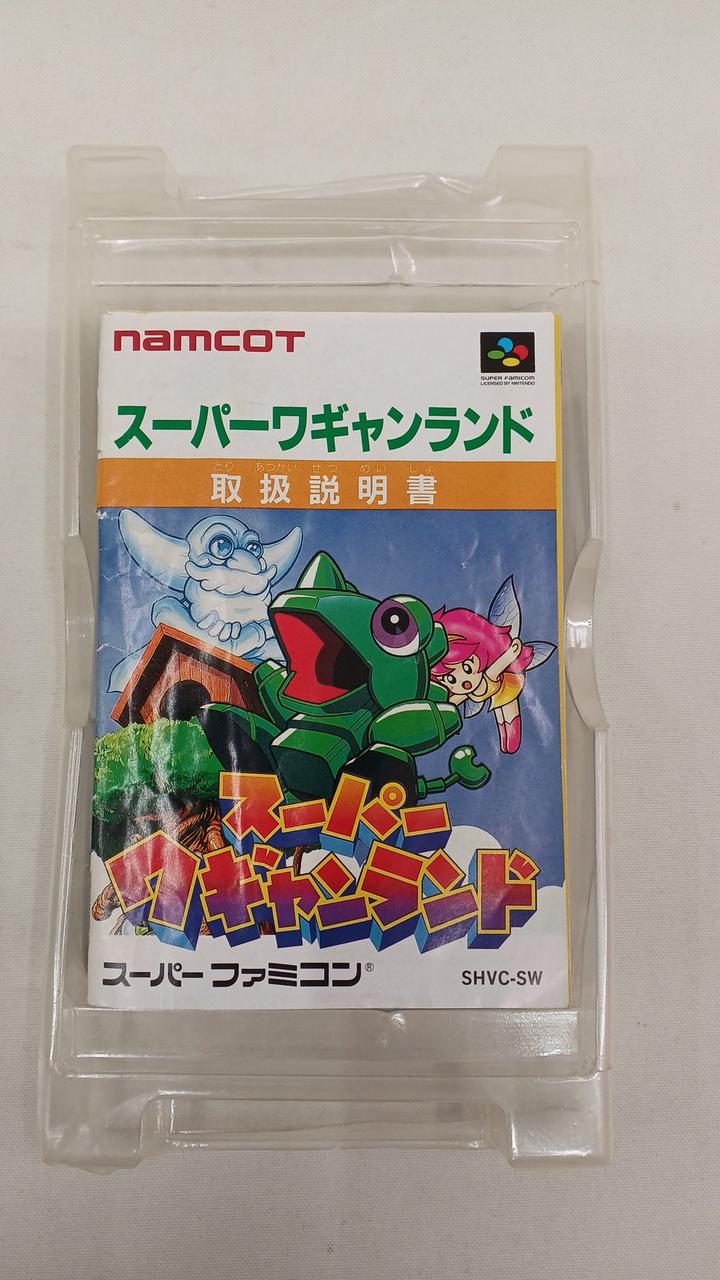 namcot
SUPER FAMICOM
LICENSED BY NINTENDO
スーパーワギャンランド
とり あつかい せつ めい しょ
取扱説明書
スーパー
ワギャンランド
スーパーファミコン®
SHVC-SW